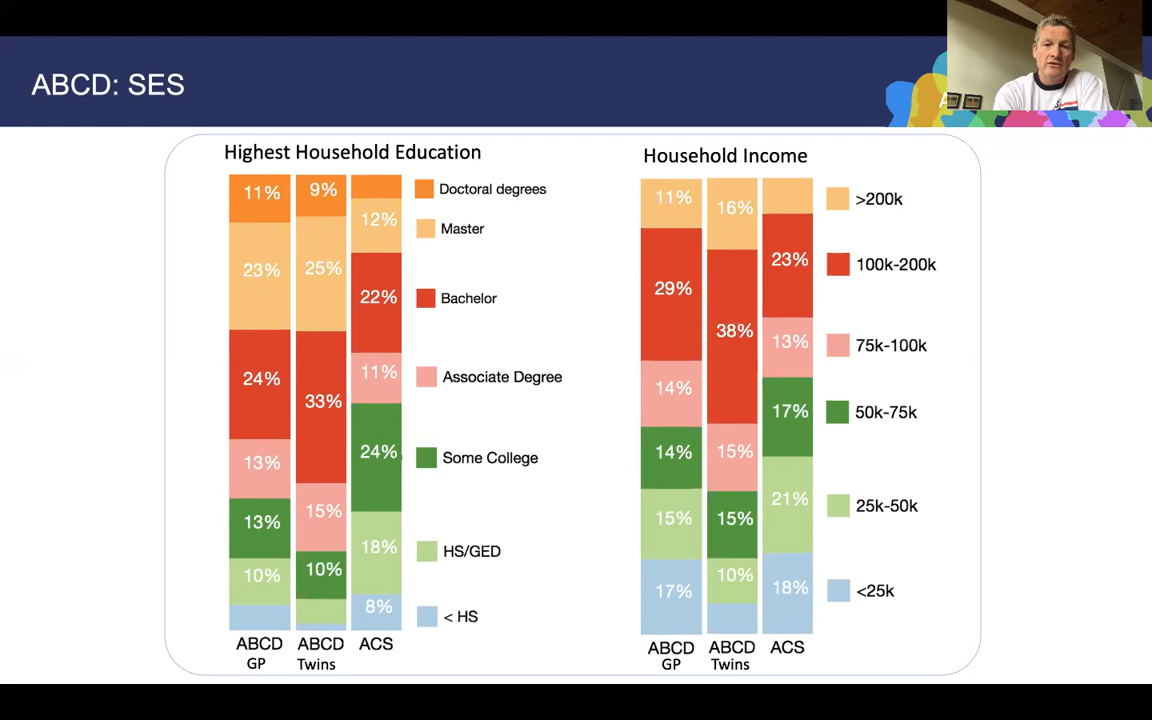 ABCD: SES
Highest Household Education
11%
23%
24%
13%
13%
10%
ABCD
GP
9%
25%
33%
15%
10%
ABCD
Twins
12%
22%
11%
24%
18%
8%
ACS
Doctoral degrees
Master
Bachelor
Associate Degree
Some College
HS/GED
< HS
Household Income
11%
29%
14%
14%
15%
17%
ABCD
GP
16%
38%
15%
15%
10%
ABCD
Twins
23%
13%
17%
21%
18%
ACS
>200k
100k-200k
75k-100k
50k-75k
25k-50k
<25k